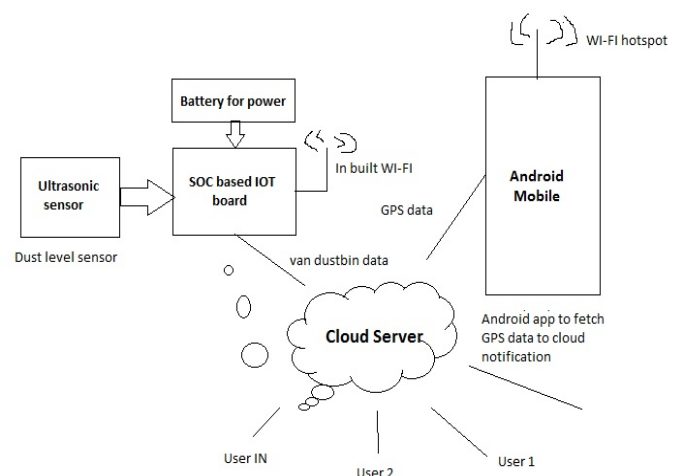 WI-FI hotspot
Battery for power
In built WI-FI
Ultrasonic
sensor
SOC based IOT
board
Android
Mobile
GPS data
Dust level sensor
van dustbin data
Cloud Server
Android app to fetch
GPS data to cloud
notification
User IN
User 2
User 1